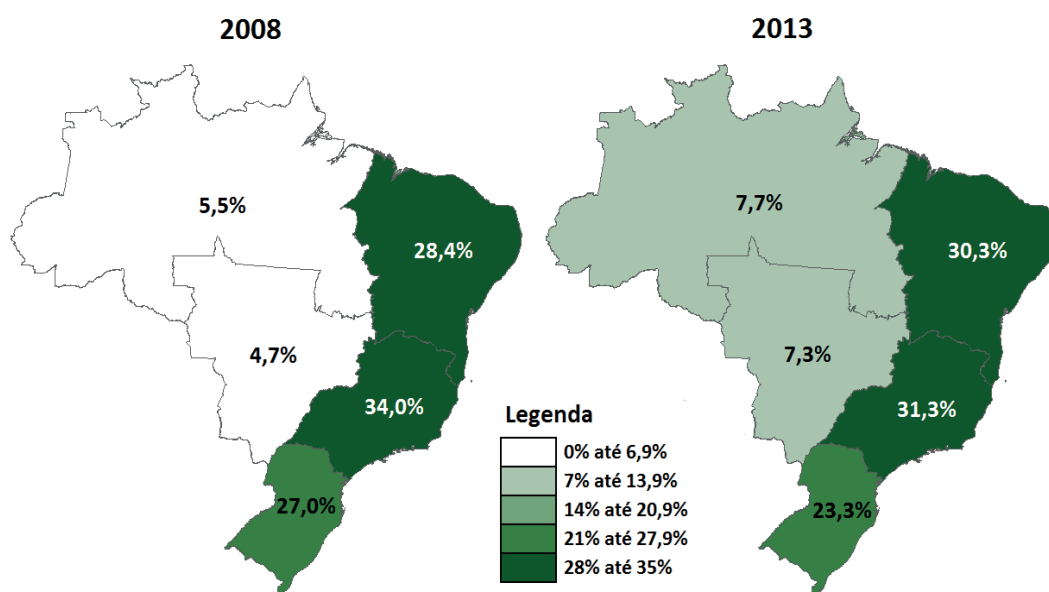 2008
2013
5,5%
28,4%
4,7%
34,0%
27,0%
7,7%
30,3%
7,3%
31,3%
23,3%
Legenda
0% até 6,9%
7% até 13,9%
14% até 20,9%
21% até 27,9%
28% até 35%